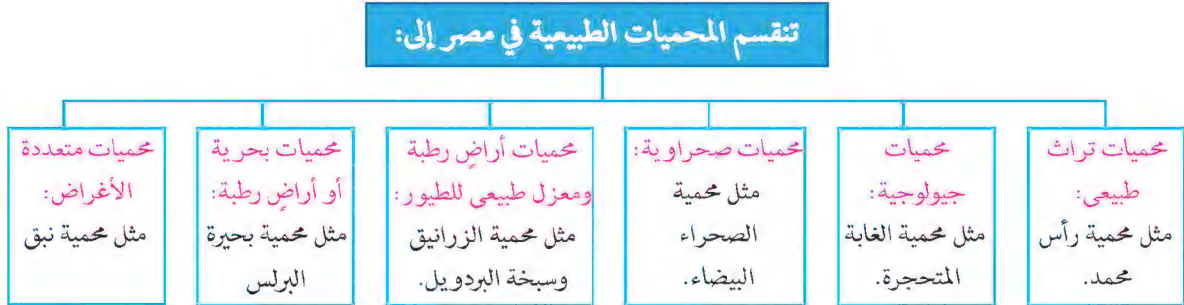 تنقسم المحميات الطبيعية في مصر إلى:
محميات تراث
طبيعى:
مثل محمية رأس
محمد.
محميات
جيولوجية:
مثل محمية الغابة
المتحجرة.
محميات صحراوية:
مثل محمية
الصحراء
البيضاء.
محميات أراضٍ رطبة
ومعزل طبيعى للطيور:
مثل محمية الزرانيق
وسبخة البردويل.
محميات بحرية
أو أراضٍ رطبة:
مثل محمية بحيرة
البرلس
محميات متعددة
الأغراض:
مثل محمية نبق